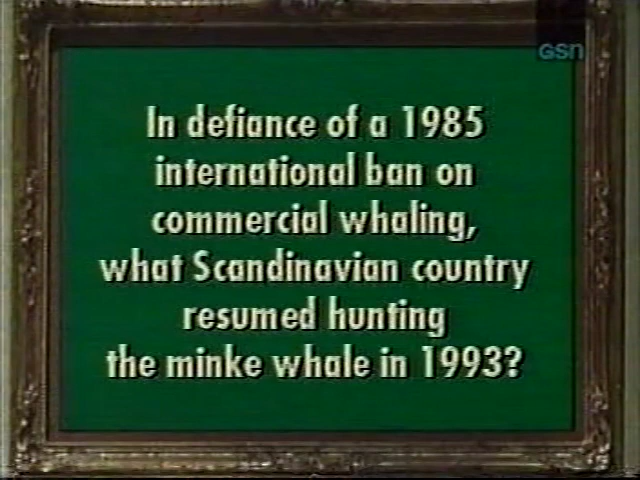 GSN
In defiance of a 1985
international ban on
commercial whaling,
what Scandinavian country
resumed hunting
the minke whale in 1993?